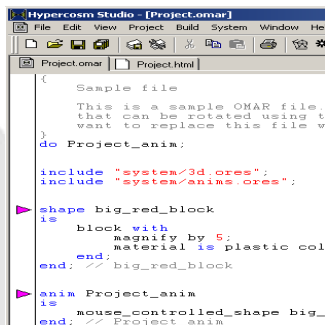 Hypercosm Studio - [Project.omar]
File Edit View Project Build System Window
Project.omar Project.html
{
Sample file
This is a sample OMAR file.
that can be rotated using t
want to replace this file w
}
do Project_anim;
include "system/3d.ores";
include "system/anims.ores";
shape big_red_block
is
block with
magnify by 5;
material is plastic col
end;
end; // big_red_block
anim Project_anim
is
mouse_controlled_shape big_
end; // Project_anim